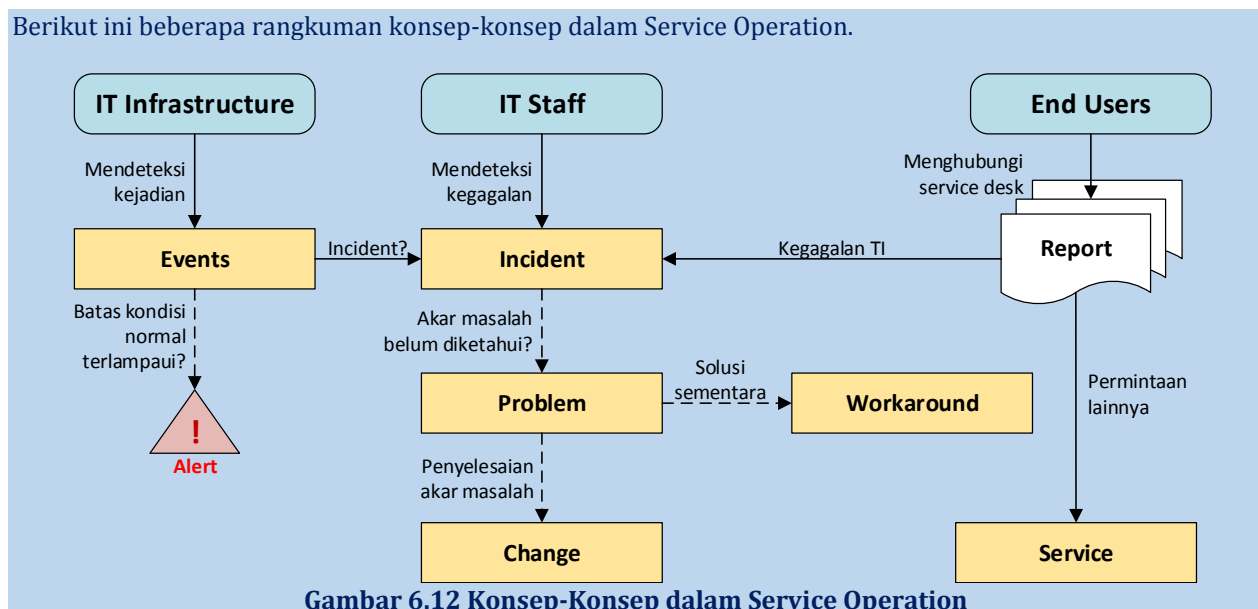 Berikut ini beberapa rangkuman konsep-konsep dalam Service Operation.
IT Infrastructure
IT Staff
End Users
Mendeteksi
kejadian
Mendeteksi
kegagalan
Menghubungi
service desk
Events
Incident?
Incident
Kegagalan TI
Report
Batas kondisi
normal
terlampaui?
Akar masalah
belum diketahui?
!
Alert
Problem
Solusi
sementara
Workaround
Permintaan
lainnya
Penyelesaian
akar masalah
Change
Service
Gambar 6.12 Konsep-Konsep dalam Service Operation